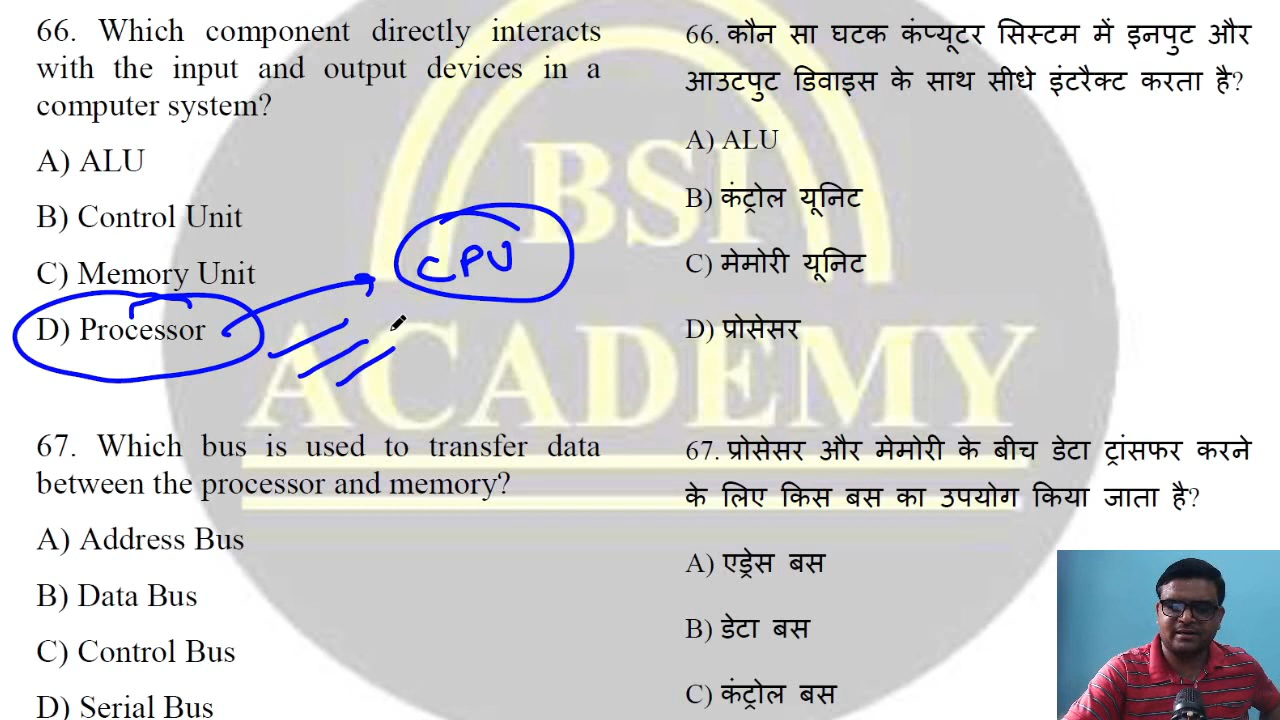 66. Which component directly interacts
with the input and output devices in a
computer system?
A) ALU
B) Control Unit
C) Memory Unit
D) Processor
CPU
67. Which bus is used to transfer data
between the processor and memory?
A) Address Bus
B) Data Bus
C) Control Bus
D) Serial Bus
66. कौन सा घटक कंप्यूटर सिस्टम में इनपुट और
आउटपुट डिवाइस के साथ सीधे इंटरैक्ट करता है?
A) ALU
B) कंट्रोल यूनिट
C) मेमोरी यूनिट
D) प्रोसेसर
67. प्रोसेसर और मेमोरी के बीच डेटा ट्रांसफर करने
के लिए किस बस का उपयोग किया जाता है?
A) एड्रेस बस
B) डेटा बस
C) कंट्रोल बस
BSI
ACADEMY